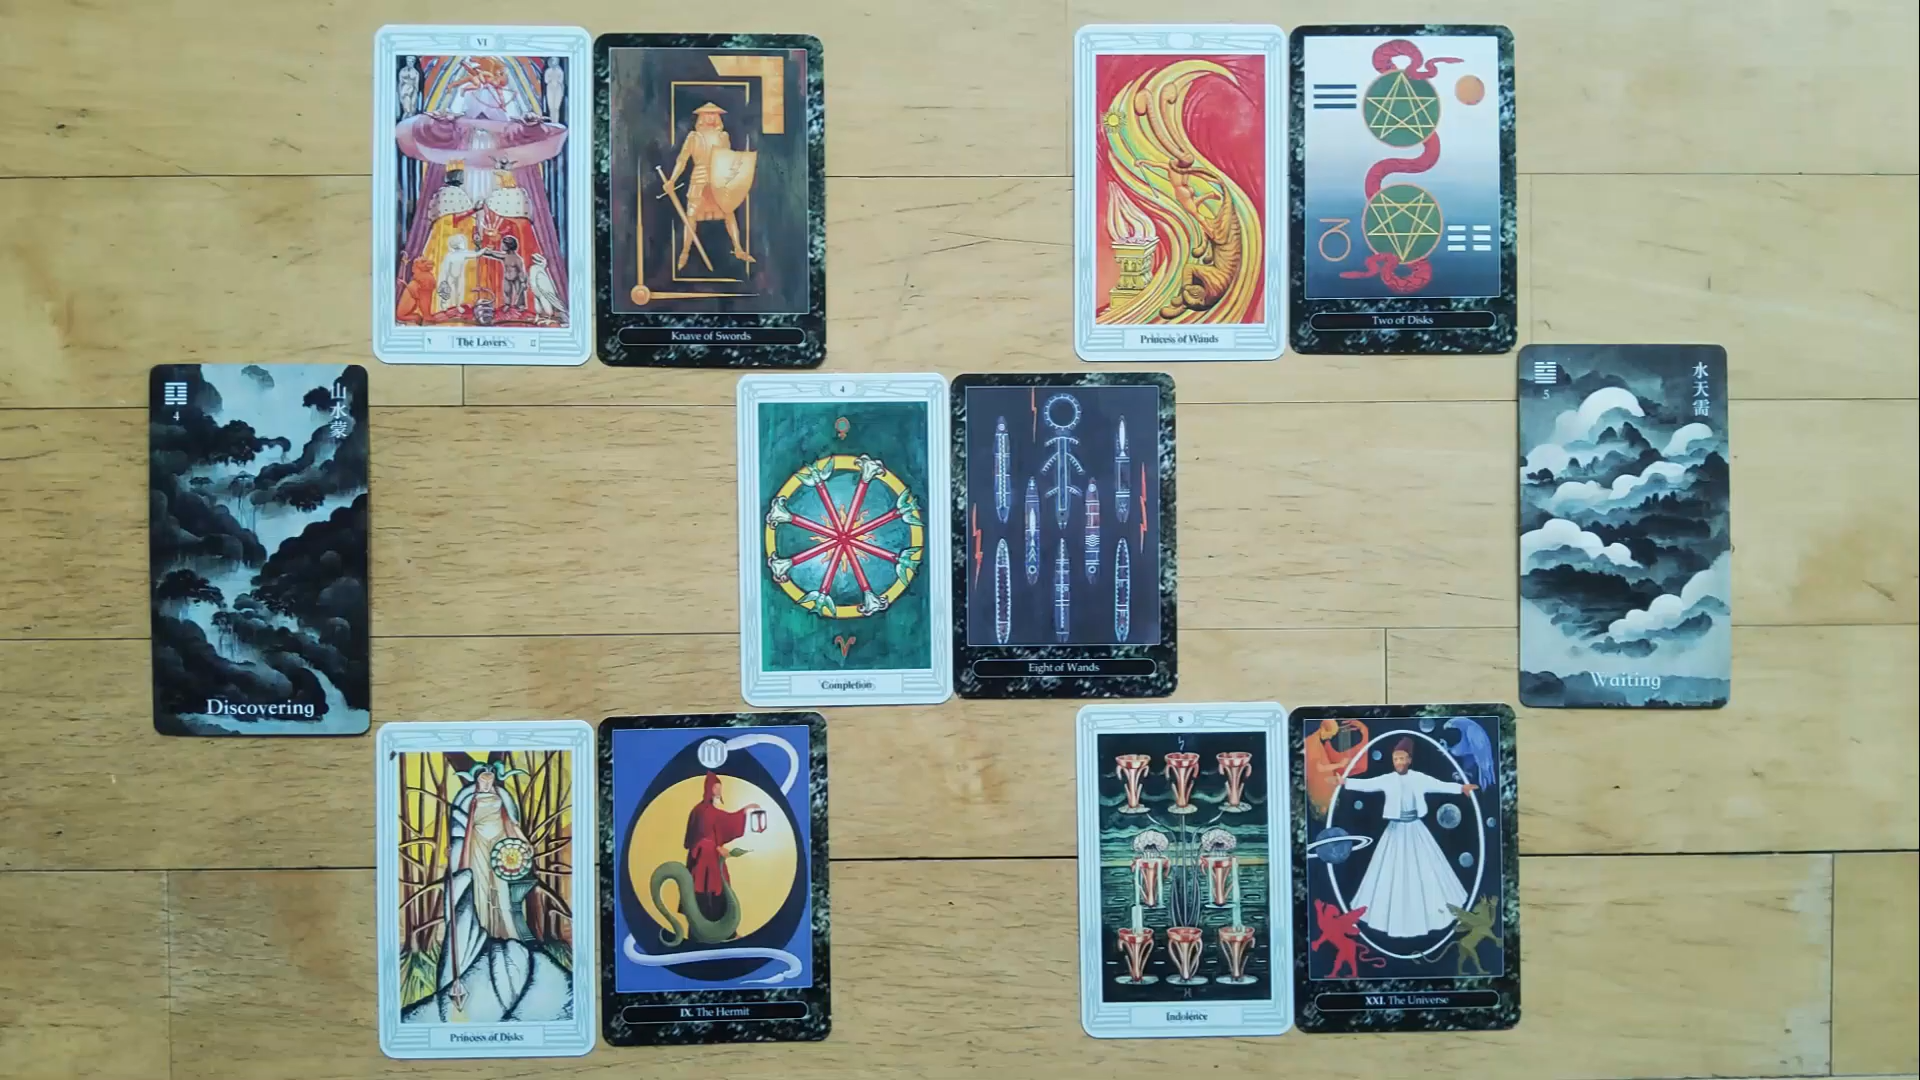 VI
The Lovers
Knave of Swords
Princess of Wands
Two of Disks
4
山水蒙
Discovering
4
Completion
Eight of Wands
5
水天需
Waiting
Princess of Disks
IX. The Hermit
8
Indolence
XXI. The Universe